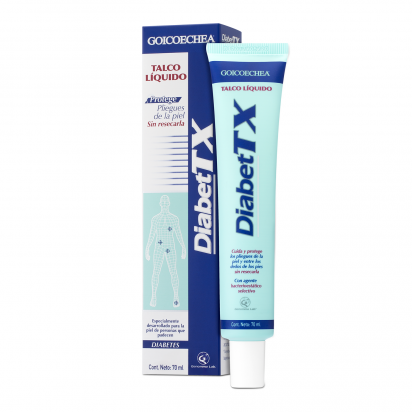 GOICOECHEA
TALCO
LÍQUIDO
Protege
Pliegues
de la piel
Sin resecarla
DiabetTX
Especialmente
desarrollado para la
piel de personas que
padecen
DIABETES
Cont. Neto: 70 ml
GOICOECHEA
TALCO LÍQUIDO
DiabetTX
Cuida y protege
los pliegues de la
piel y entre los
dedos de los pies
sin resecarla
Con agente
bacteriostático
selectivo
Genomma Lab.
Cont. Neto: 70 ml